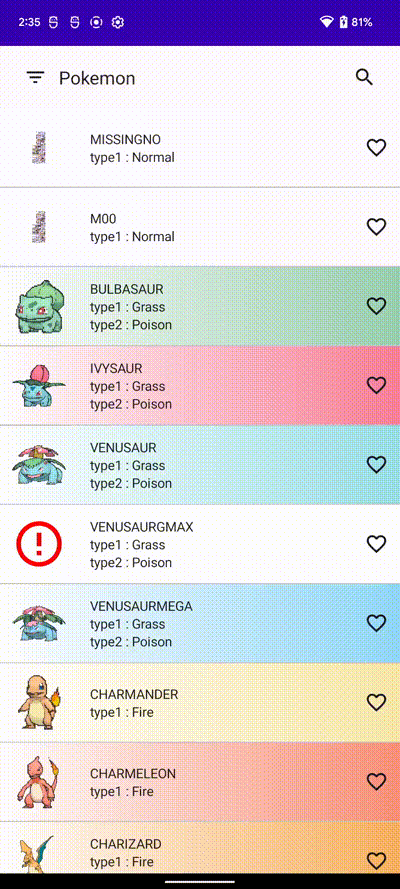 2:35
81%
Pokemon
MISSINGNO
type1 : Normal
M00
type1 : Normal
BULBASAUR
type1 : Grass
type2 : Poison
IVYSAUR
type1 : Grass
type2 : Poison
VENUSAUR
type1 : Grass
type2 : Poison
VENUSAURGMAX
type1 : Grass
type2 : Poison
VENUSAURMEGA
type1 : Grass
type2 : Poison
CHARMANDER
type1 : Fire
CHARMELEON
type1 : Fire
CHARIZARD
type1 : Fire